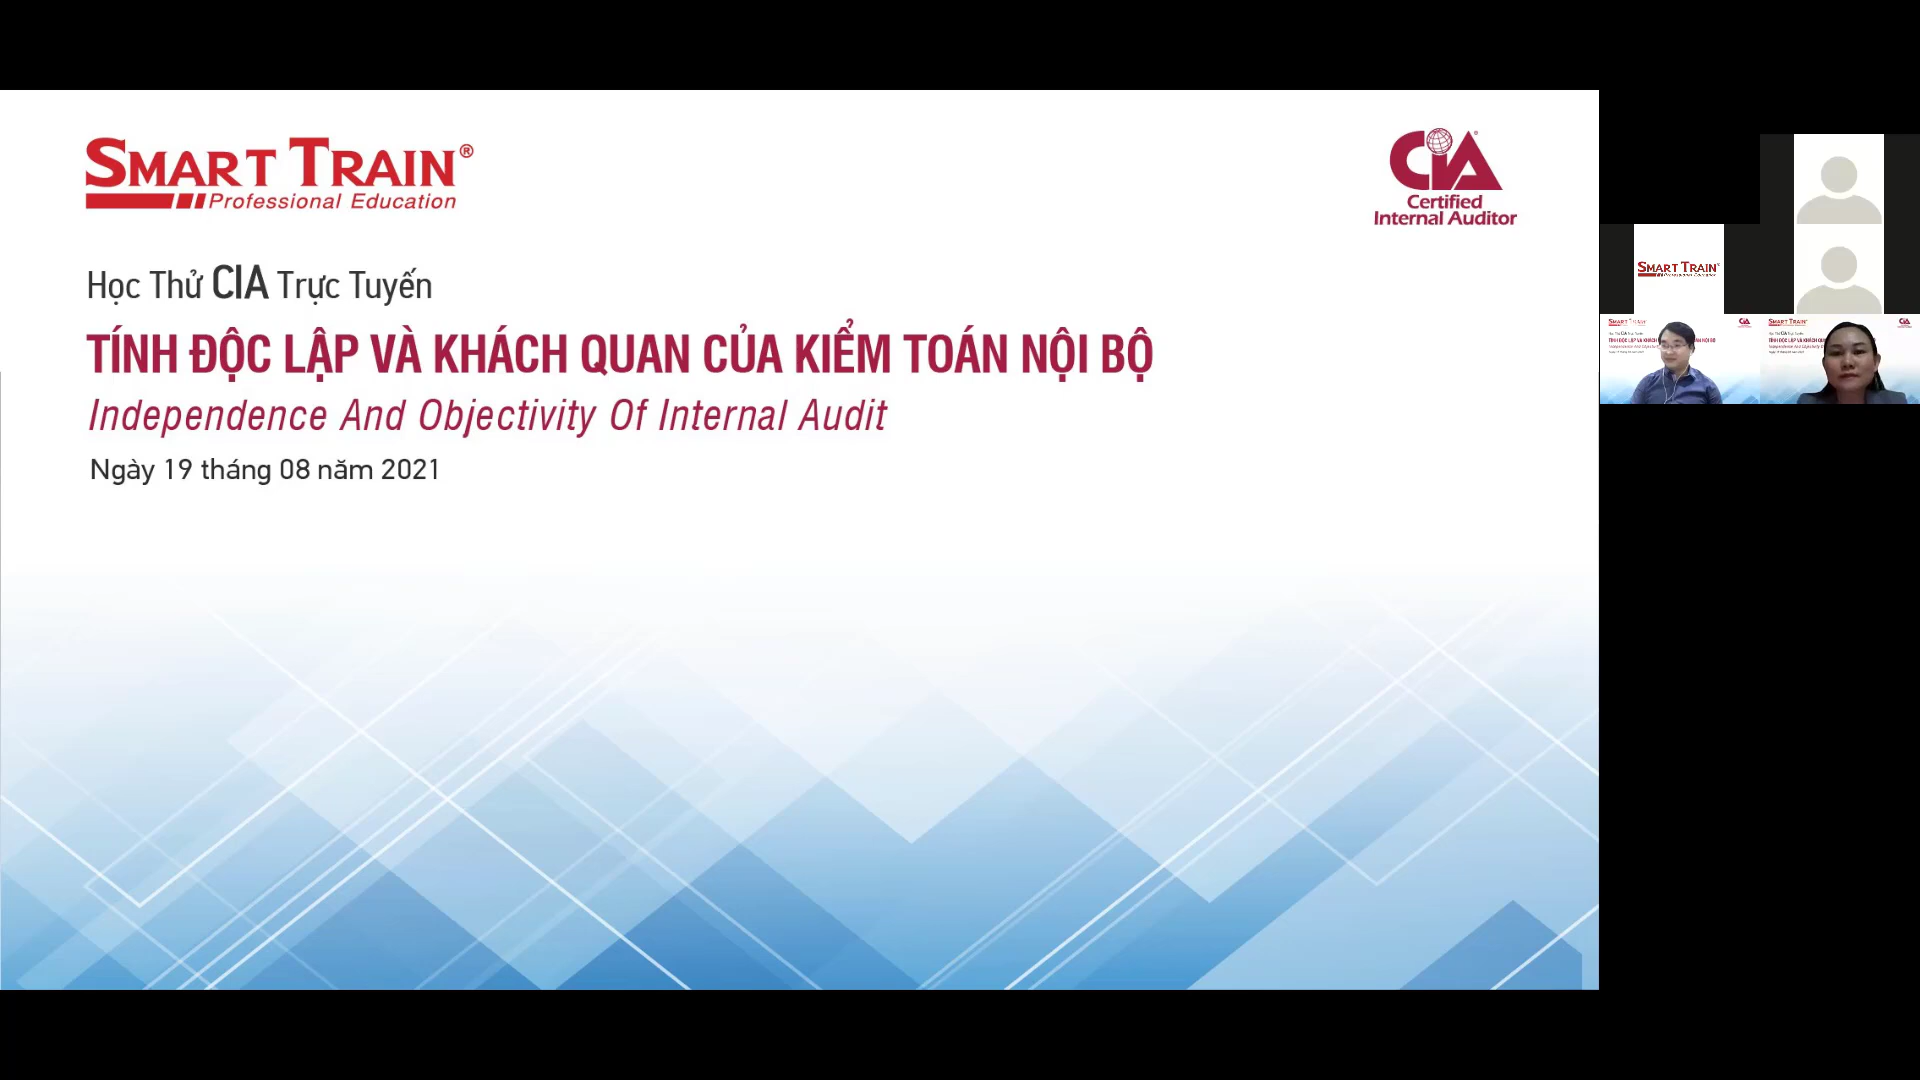 SMART TRAIN®
Professional Education
CIA
Certified
Internal Auditor
Học Thử CIA Trực Tuyến
TÍNH ĐỘC LẬP VÀ KHÁCH QUAN CỦA KIỂM TOÁN NỘI BỘ
Independence And Objectivity Of Internal Audit
Ngày 19 tháng 08 năm 2021
SMART TRAIN